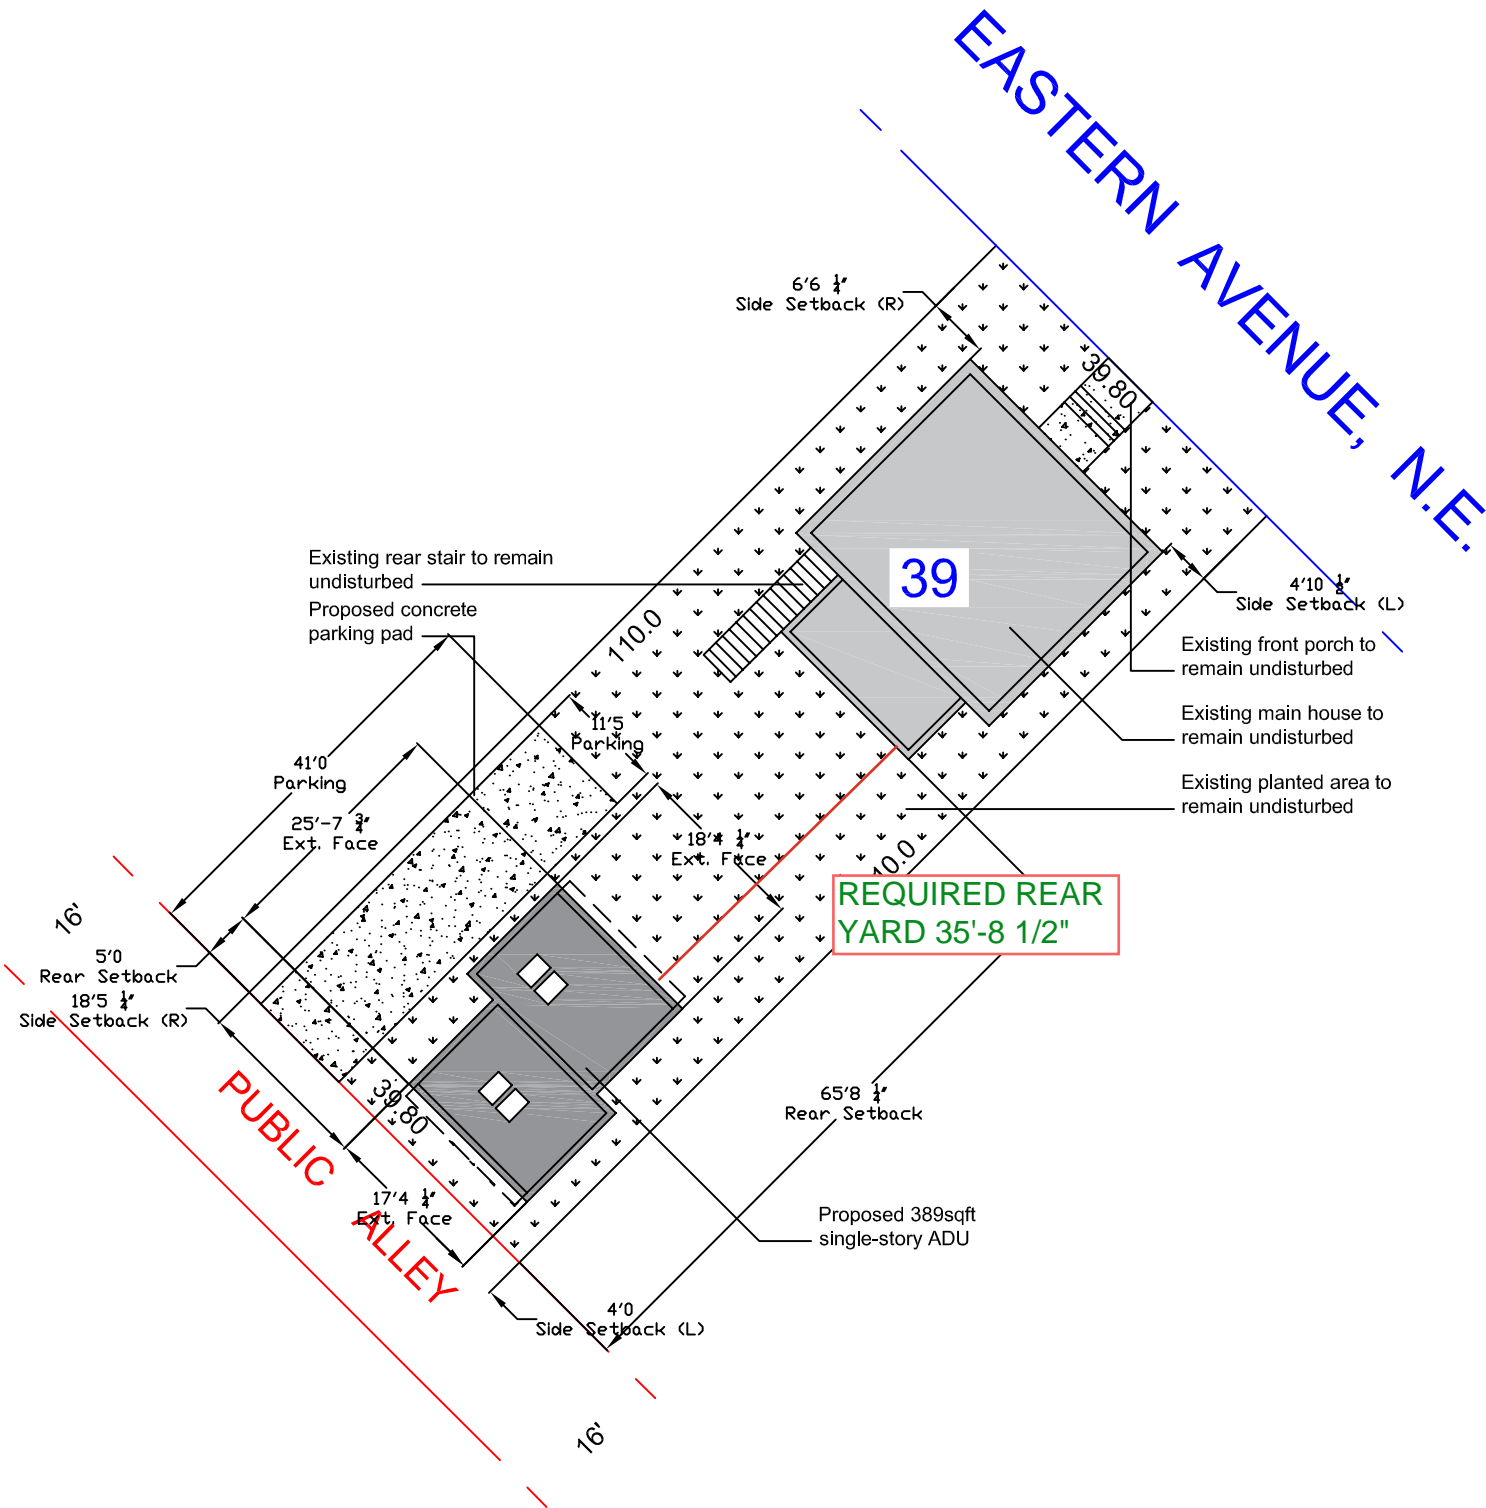 EASTERN AVENUE, N.E.
6'6 1/4"
Side Setback (R)
39.80
Existing rear stair to remain
undisturbed
Proposed concrete
parking pad
39
4'10 1/2"
Side Setback (L)
110.0
Existing front porch to
remain undisturbed
11'5
Parking
Existing main house to
remain undisturbed
41'0
Parking
Existing planted area to
remain undisturbed
25'-7 3/4"
Ext. Face
18'4 1/4"
Ext. Face
10.0
REQUIRED REAR
YARD 35'-8 1/2"
16'
5'0
Rear Setback
18'5 1/4"
Side Setback (R)
39.80
65'8 1/4"
Rear Setback
PUBLIC ALLEY
17'4 1/4"
Ext. Face
Proposed 389sqft
single-story ADU
4'0
Side Setback (L)
16'